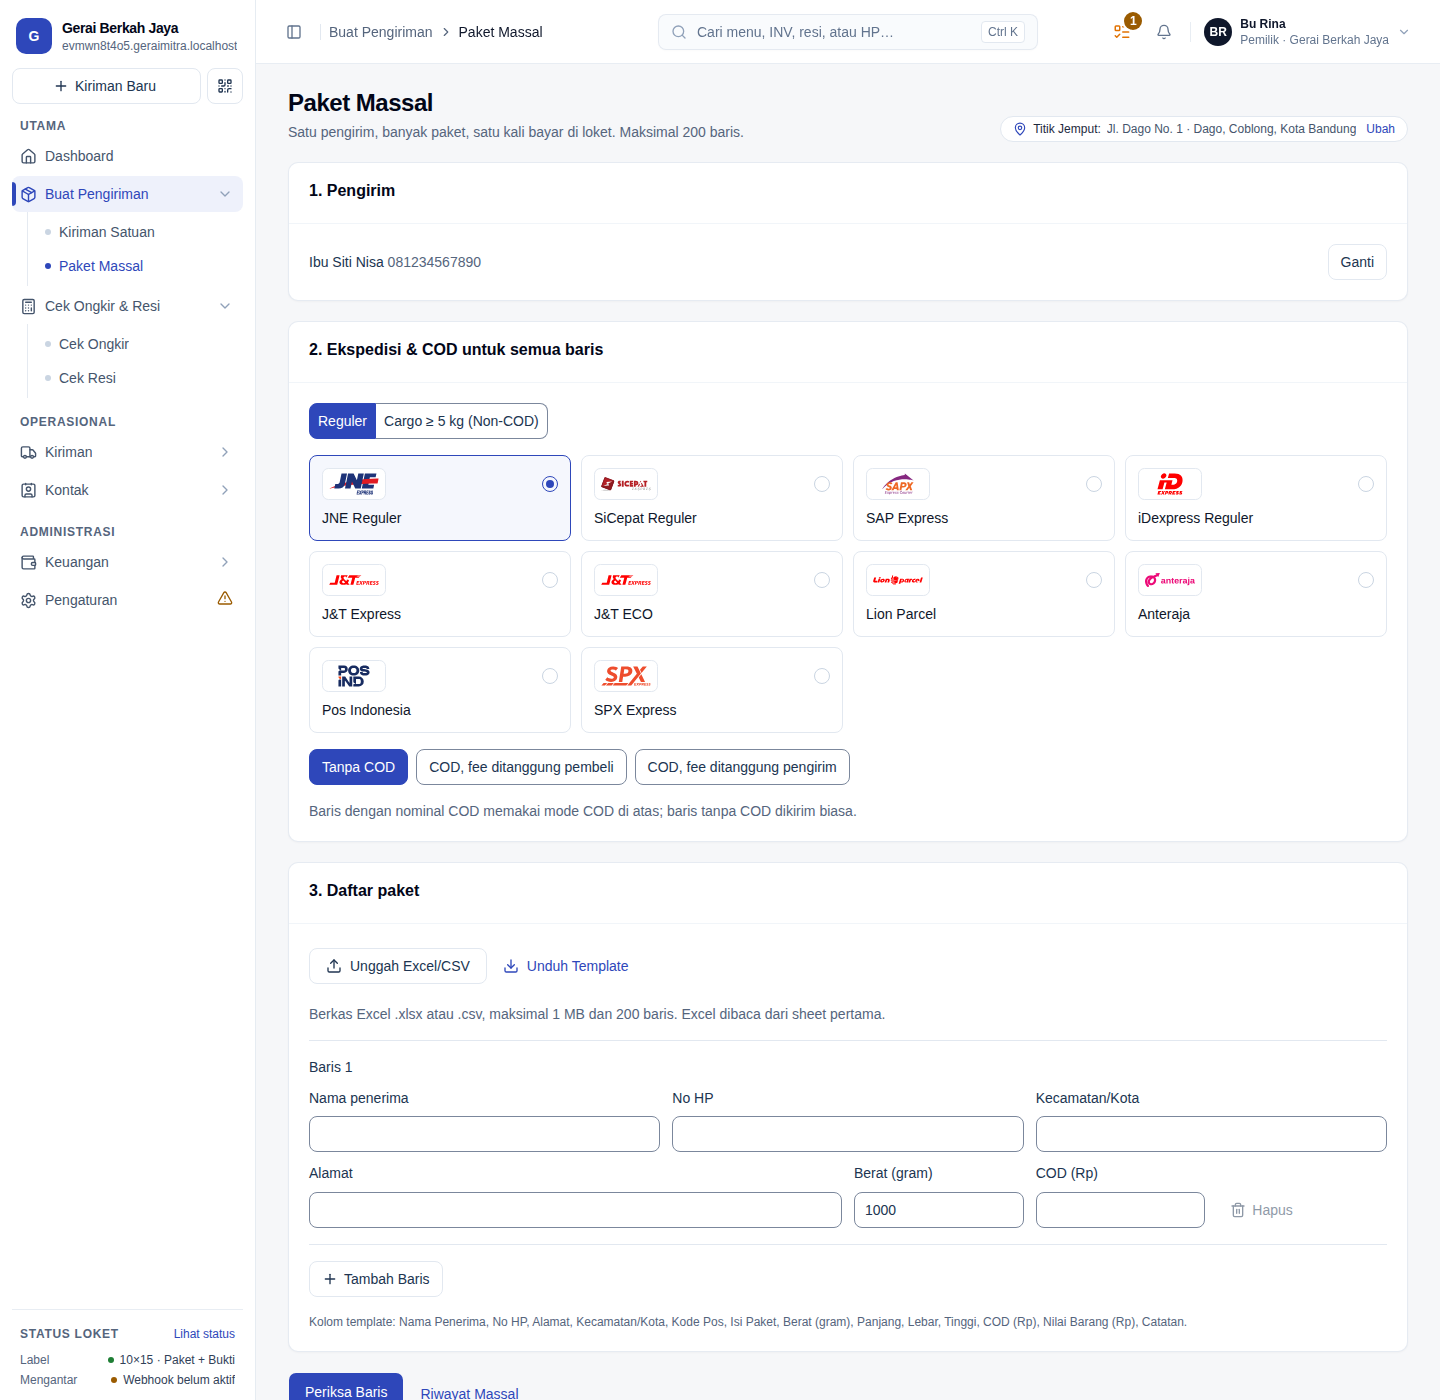 G
Gerai Berkah Jaya
evmwn8t4o5.geraimitra.localhost
Kiriman Baru
UTAMA
Dashboard
Buat Pengiriman
Kiriman Satuan
Paket Massal
Cek Ongkir & Resi
Cek Ongkir
Cek Resi
OPERASIONAL
Kiriman
Kontak
ADMINISTRASI
Keuangan
Pengaturan
STATUS LOKET
Lihat status
Label
10×15 · Paket + Bukti
Mengantar
Webhook belum aktif
Buat Pengiriman > Paket Massal
Cari menu, INV, resi, atau HP…
Ctrl K
1
BR
Bu Rina
Pemilik · Gerai Berkah Jaya
Paket Massal
Satu pengirim, banyak paket, satu kali bayar di loket. Maksimal 200 baris.
Titik Jemput: Jl. Dago No. 1 · Dago, Coblong, Kota Bandung Ubah
1. Pengirim
Ibu Siti Nisa 081234567890
Ganti
2. Ekspedisi & COD untuk semua baris
Reguler
Cargo ≥ 5 kg (Non-COD)
JNE EXPRESS
JNE Reguler
SICEPAT
SiCepat Reguler
SAPX Express Courier
SAP Express
iD EXPRESS
iDexpress Reguler
J&T EXPRESS
J&T Express
J&T EXPRESS
J&T ECO
Lion parcel
Lion Parcel
anteraja
Anteraja
POS IND
Pos Indonesia
SPX EXPRESS
SPX Express
Tanpa COD
COD, fee ditanggung pembeli
COD, fee ditanggung pengirim
Baris dengan nominal COD memakai mode COD di atas; baris tanpa COD dikirim biasa.
3. Daftar paket
Unggah Excel/CSV
Unduh Template
Berkas Excel .xlsx atau .csv, maksimal 1 MB dan 200 baris. Excel dibaca dari sheet pertama.
Baris 1
Nama penerima
No HP
Kecamatan/Kota
Alamat
Berat (gram)
COD (Rp)
1000
Hapus
Tambah Baris
Kolom template: Nama Penerima, No HP, Alamat, Kecamatan/Kota, Kode Pos, Isi Paket, Berat (gram), Panjang, Lebar, Tinggi, COD (Rp), Nilai Barang (Rp), Catatan.
Periksa Baris
Riwayat Massal